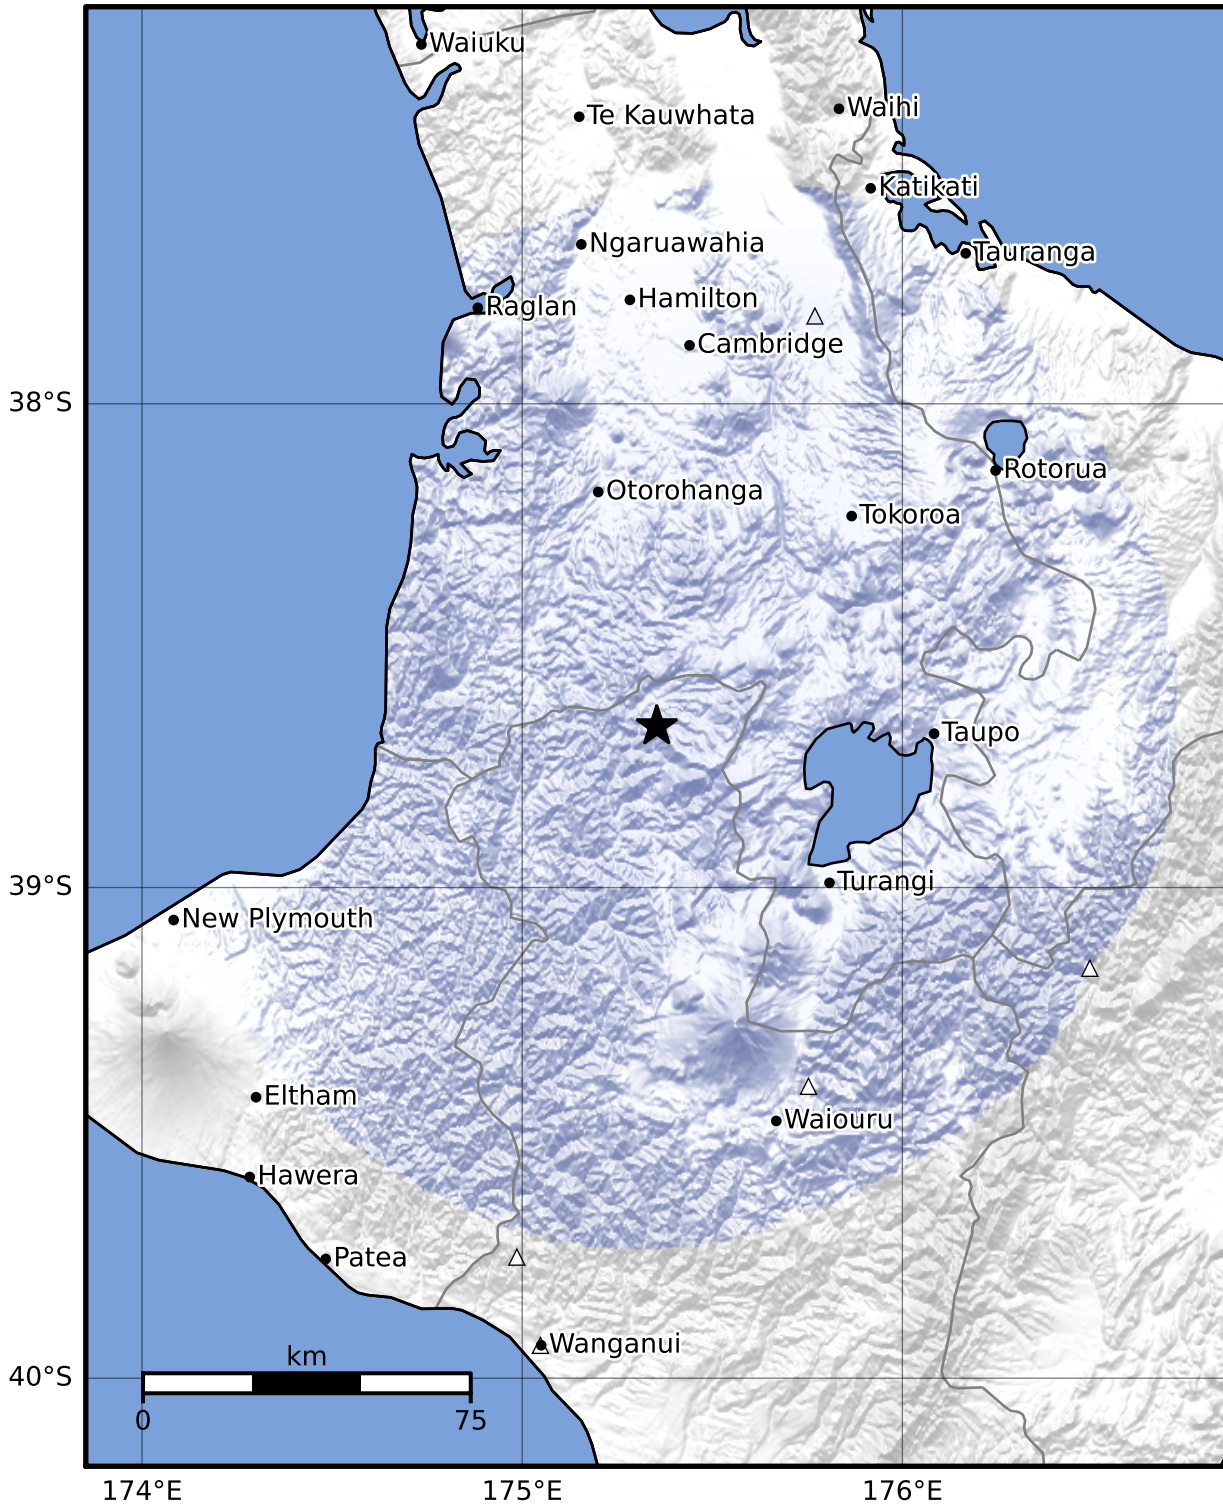 Waiuku
Te Kauwhata
Waihi
Katikati
Ngaruawahia
Tauranga
Raglan
Hamilton
Cambridge
38°S
Rotorua
Otorohanga
Tokoroa
Taupo
39°S
Turangi
New Plymouth
Eltham
Waiouru
Hawera
Patea
Wanganui
km
40°S
0 75
174°E 175°E 176°E